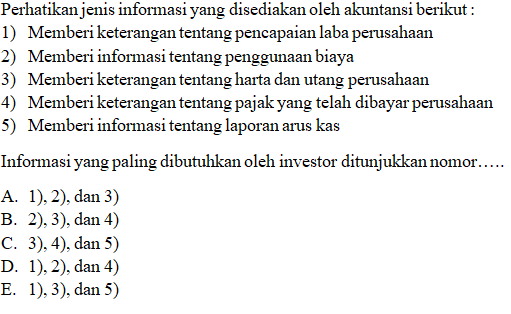 Perhatikan jenis informasi yang disediakan oleh akuntansi berikut :
1) Memberi keterangan tentang pencapaian laba perusahaan
2) Memberi informasi tentang penggunaan biaya
3) Memberi keterangan tentang harta dan utang perusahaan
4) Memberi keterangan tentang pajak yang telah dibayar perusahaan
5) Memberi informasi tentang laporan arus kas
Informasi yang paling dibutuhkan oleh investor ditunjukkan nomor…..
A. 1), 2), dan 3)
B. 2), 3), dan 4)
C. 3), 4), dan 5)
D. 1), 2), dan 4)
E. 1), 3), dan 5)